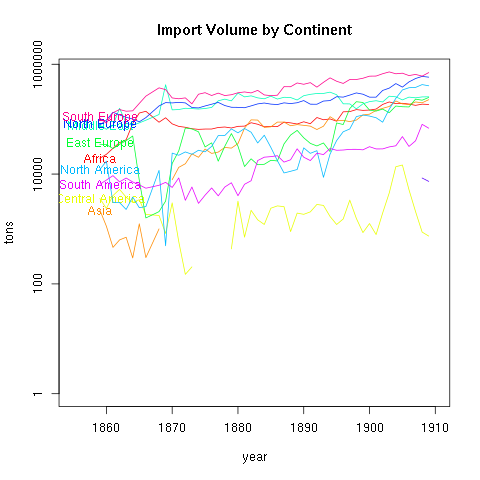 Import Volume by Continent
1000000
10000
100
1
tons
South Europe
North Europe
East Europe
Africa
North America
South America
Central America
Asia
1860
1870
1880
1890
1900
1910
year